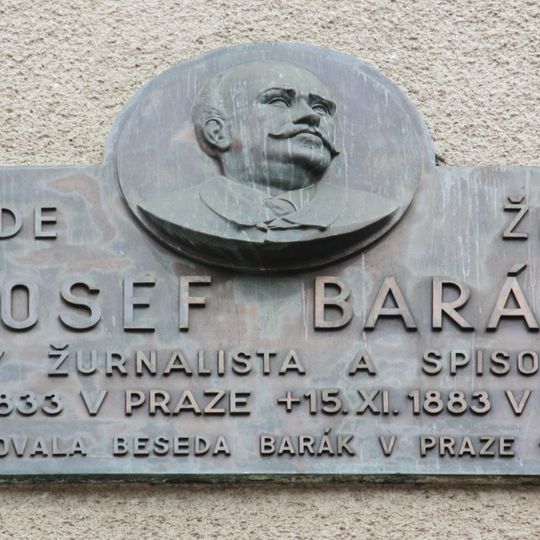 DE Ž
OSEF BARÁ
ŽURNALISTA A SPISO
833 V PRAZE +15. XI. 1883 V
OVALA BESEDA BARÁK V PRAZE